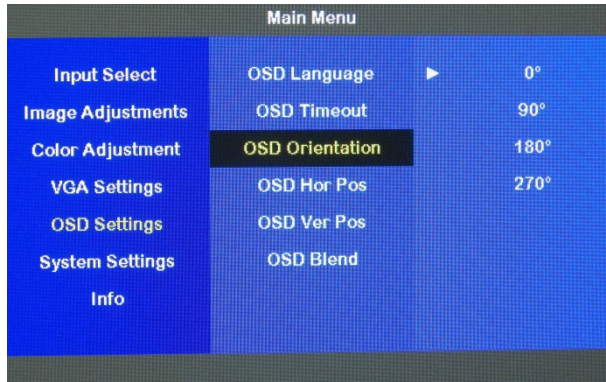 Main Menu
Input Select
Image Adjustments
Color Adjustment
VGA Settings
OSD Settings
System Settings
Info
OSD Language
OSD Timeout
OSD Orientation
OSD Hor Pos
OSD Ver Pos
OSD Blend
0°
90°
180°
270°